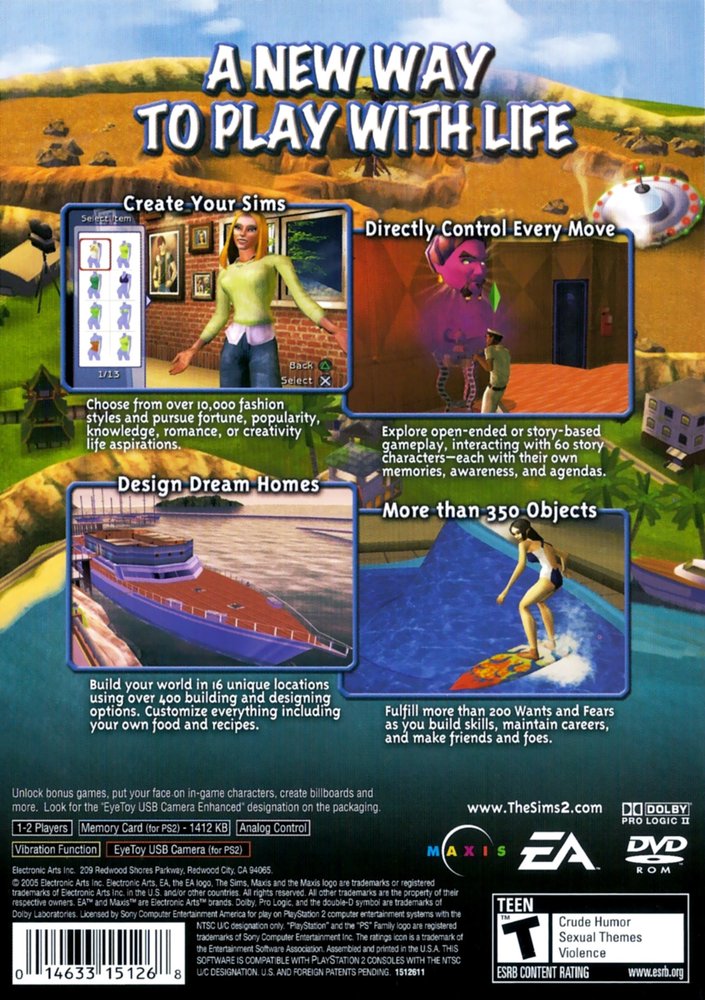 A NEW WAY
TO PLAY WITH LIFE
Create Your Sims
Select Item
1/13
Back
Select
Choose from over 10,000 fashion
styles and pursue fortune, popularity,
knowledge, romance, or creativity
life aspirations.
Directly Control Every Move
Explore open-ended or story-based
gameplay, interacting with 60 story
characters—each with their own
memories, awareness, and agendas.
Design Dream Homes
Build your world in 16 unique locations
using over 400 building and designing
options. Customize everything including
your own food and recipes.
More than 350 Objects
Fulfill more than 200 Wants and Fears
as you build skills, maintain careers,
and make friends and foes.
Unlock bonus games, put your face on in-game characters, create billboards and
more. Look for the "EyeToy USB Camera Enhanced" designation on the packaging.
1-2 Players
Memory Card (for PS2) - 1412 KB
Analog Control
Vibration Function
EyeToy USB Camera (for PS2)
www.TheSims2.com
DOLBY
PRO LOGIC II
MAXIS
EA™
DVD
ROM
Electronic Arts Inc. 209 Redwood Shores Parkway, Redwood City, CA 94065.
© 2005 Electronic Arts Inc. Electronic Arts, EA, the EA logo, The Sims, Maxis and the Maxis logo are trademarks or registered
trademarks of Electronic Arts Inc. in the U.S. and/or other countries. All rights reserved. All other trademarks are the property of their
respective owners. EA™ and Maxis™ are Electronic Arts™ brands. Dolby, Pro Logic, and the double-D symbol are trademarks of
Dolby Laboratories. Licensed by Sony Computer Entertainment America for play on PlayStation 2 computer entertainment systems with the
NTSC U/C designation only. "PlayStation" and the "PS" Family logo are registered
trademarks of Sony Computer Entertainment Inc. The ratings icon is a trademark of
the Entertainment Software Association. Assembled and printed in the U.S.A. THIS
SOFTWARE IS COMPATIBLE WITH PLAYSTATION 2 CONSOLES WITH THE NTSC
U/C DESIGNATION. U.S. AND FOREIGN PATENTS PENDING. 1512611
0 14633 15126 8
TEEN
T™
Crude Humor
Sexual Themes
Violence
ESRB CONTENT RATING www.esrb.org